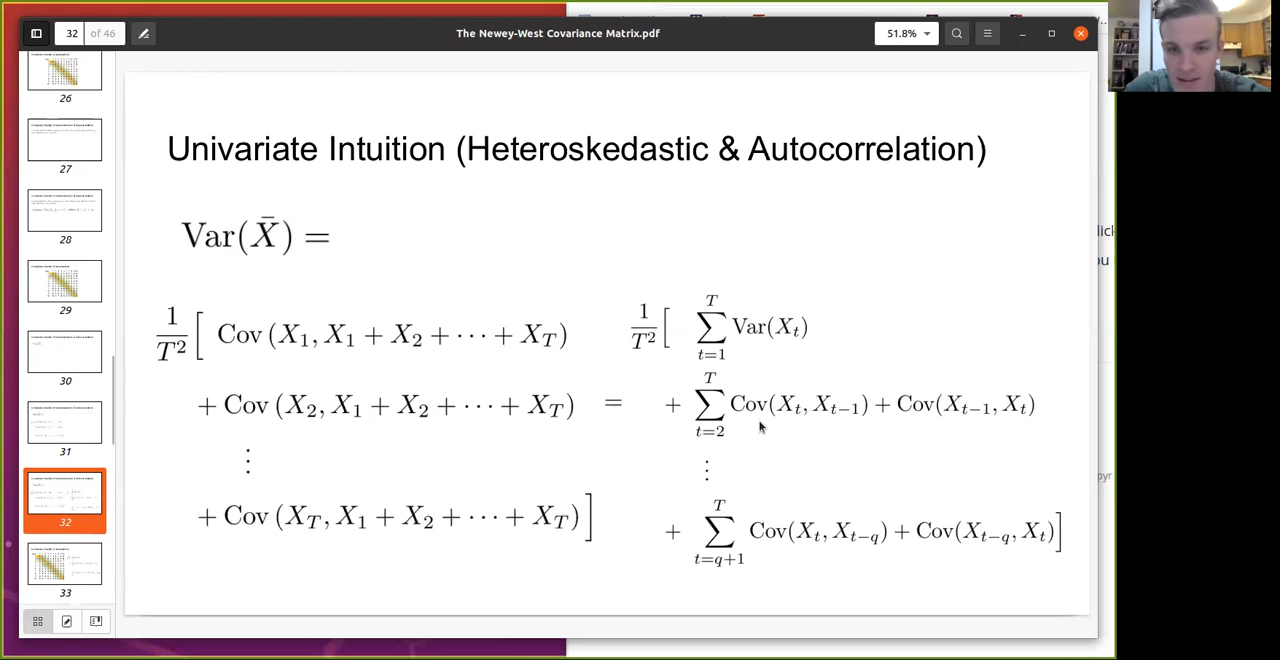 32 of 46
The Newey-West Covariance Matrix.pdf
51.8%
26
27
28
29
30
31
32
33
Univariate Intuition (Heteroskedastic & Autocorrelation)
Var(X̄) =
1/T² [ Cov (X₁, X₁ + X₂ + ⋯ + X_T)
+ Cov (X₂, X₁ + X₂ + ⋯ + X_T)
⋮
+ Cov (X_T, X₁ + X₂ + ⋯ + X_T) ]
=
1/T² [ ∑_{t=1}^{T} Var(X_t)
+ ∑_{t=2}^{T} Cov(X_t, X_{t−1}) + Cov(X_{t−1}, X_t)
⋮
+ ∑_{t=q+1}^{T} Cov(X_t, X_{t−q}) + Cov(X_{t−q}, X_t) ]